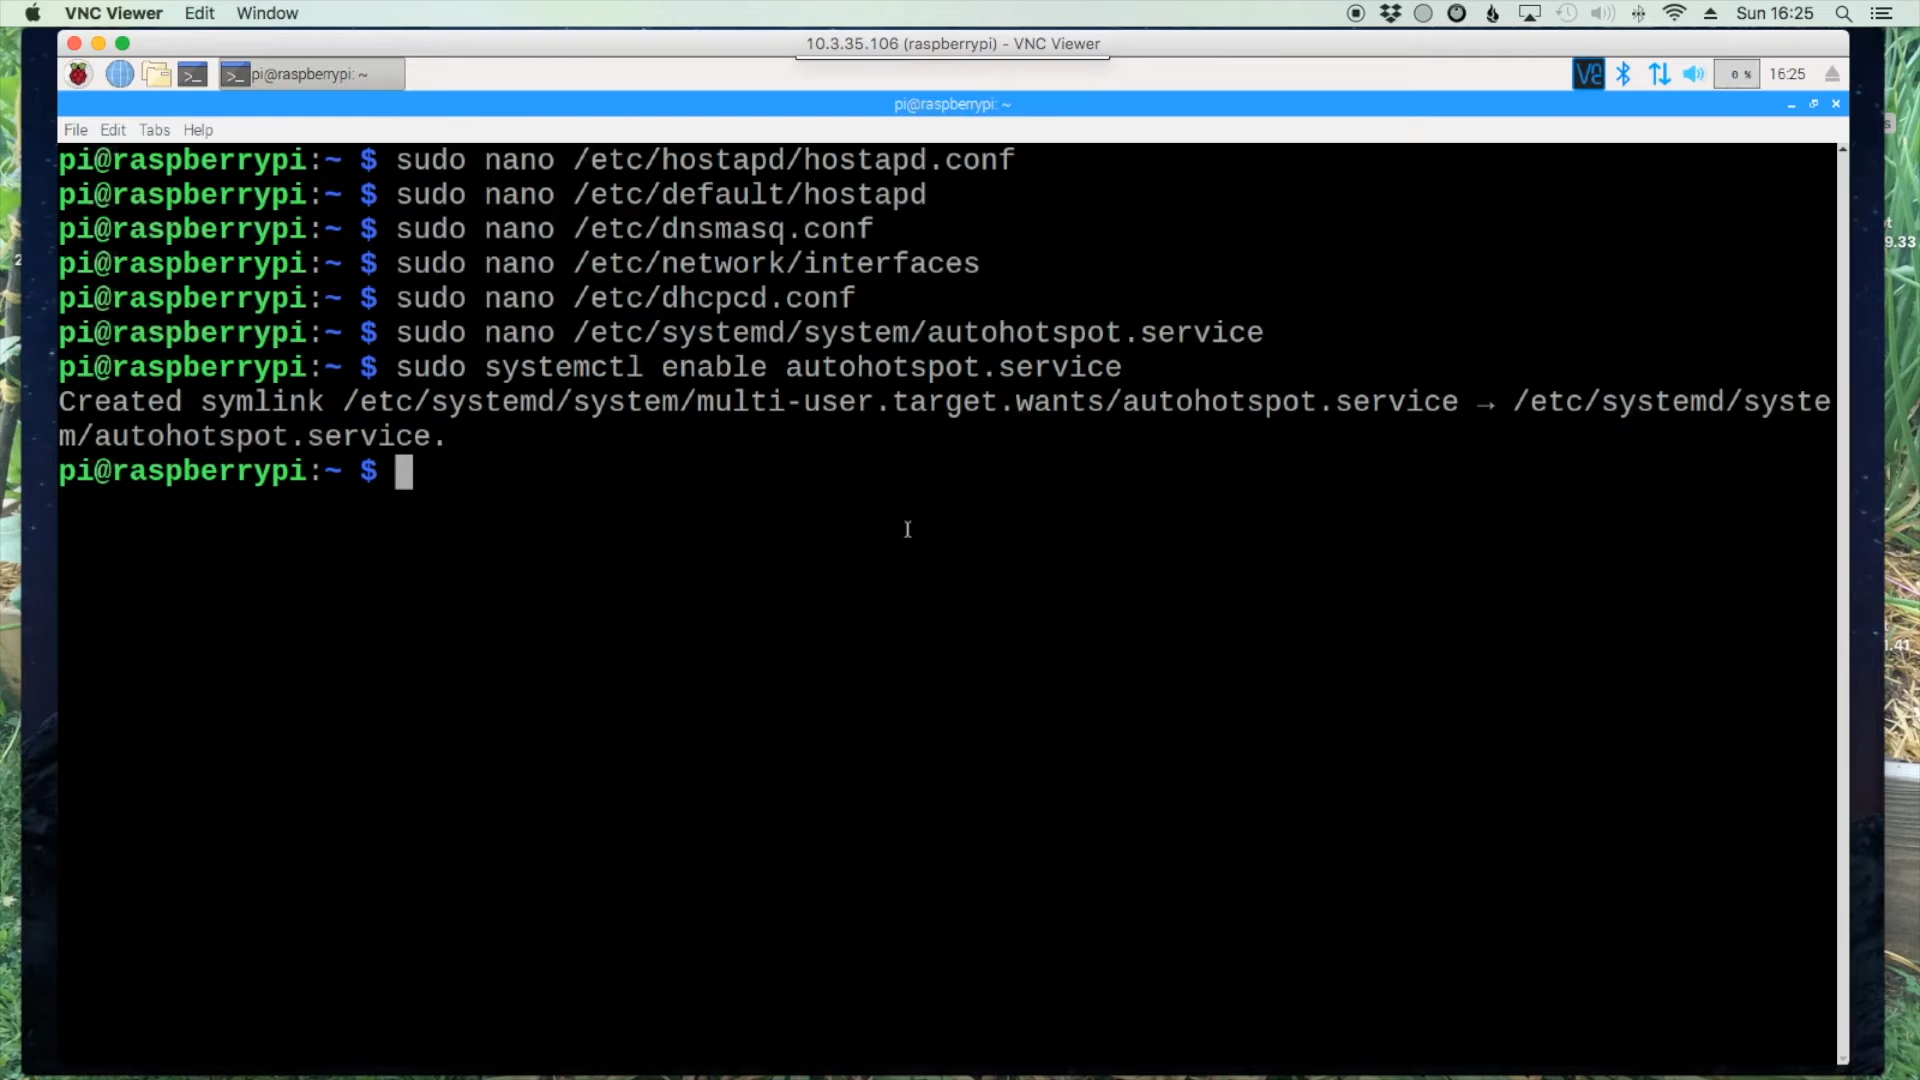 VNC Viewer Edit Window Sun 16:25
10.3.35.106 (raspberrypi) - VNC Viewer
pi@raspberrypi: ~ V2 0 % 16:25
pi@raspberrypi: ~
File Edit Tabs Help
pi@raspberrypi:~ $ sudo nano /etc/hostapd/hostapd.conf
pi@raspberrypi:~ $ sudo nano /etc/default/hostapd
pi@raspberrypi:~ $ sudo nano /etc/dnsmasq.conf
pi@raspberrypi:~ $ sudo nano /etc/network/interfaces
pi@raspberrypi:~ $ sudo nano /etc/dhcpcd.conf
pi@raspberrypi:~ $ sudo nano /etc/systemd/system/autohotspot.service
pi@raspberrypi:~ $ sudo systemctl enable autohotspot.service
Created symlink /etc/systemd/system/multi-user.target.wants/autohotspot.service → /etc/systemd/syste
m/autohotspot.service.
pi@raspberrypi:~ $